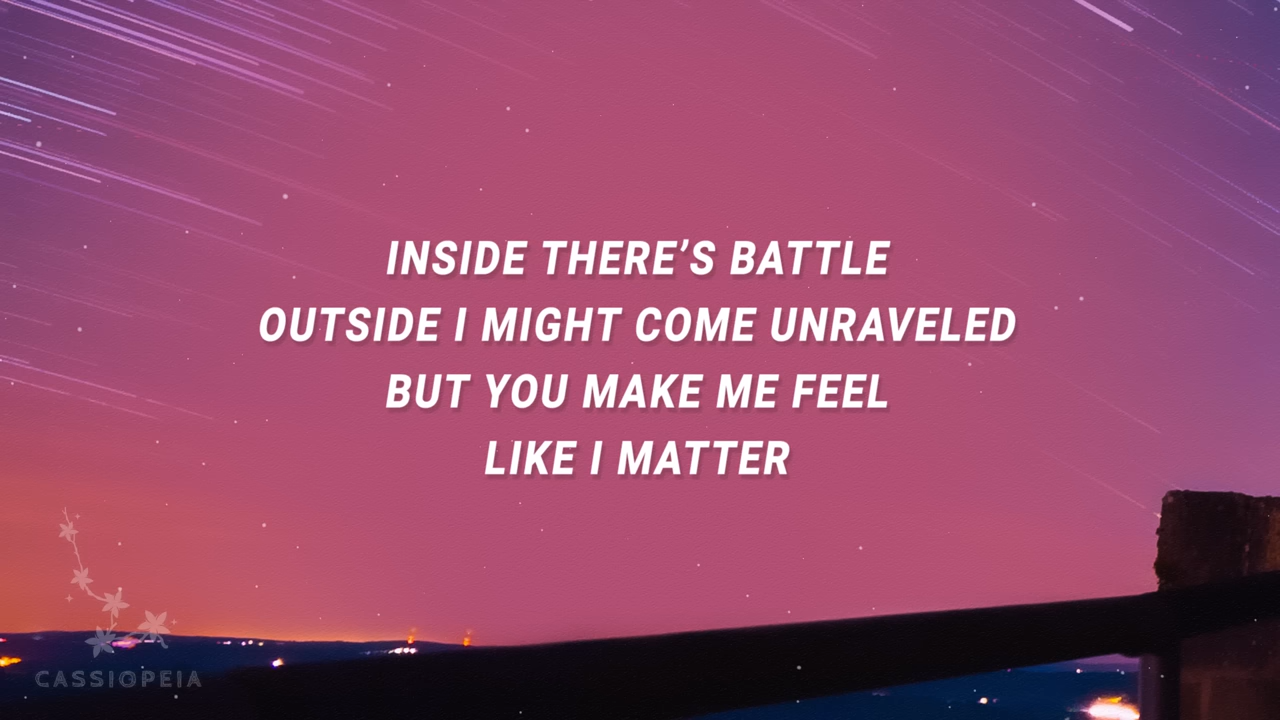 INSIDE THERE’S BATTLE
OUTSIDE I MIGHT COME UNRAVELED
BUT YOU MAKE ME FEEL
LIKE I MATTER
CASSIOPEIA